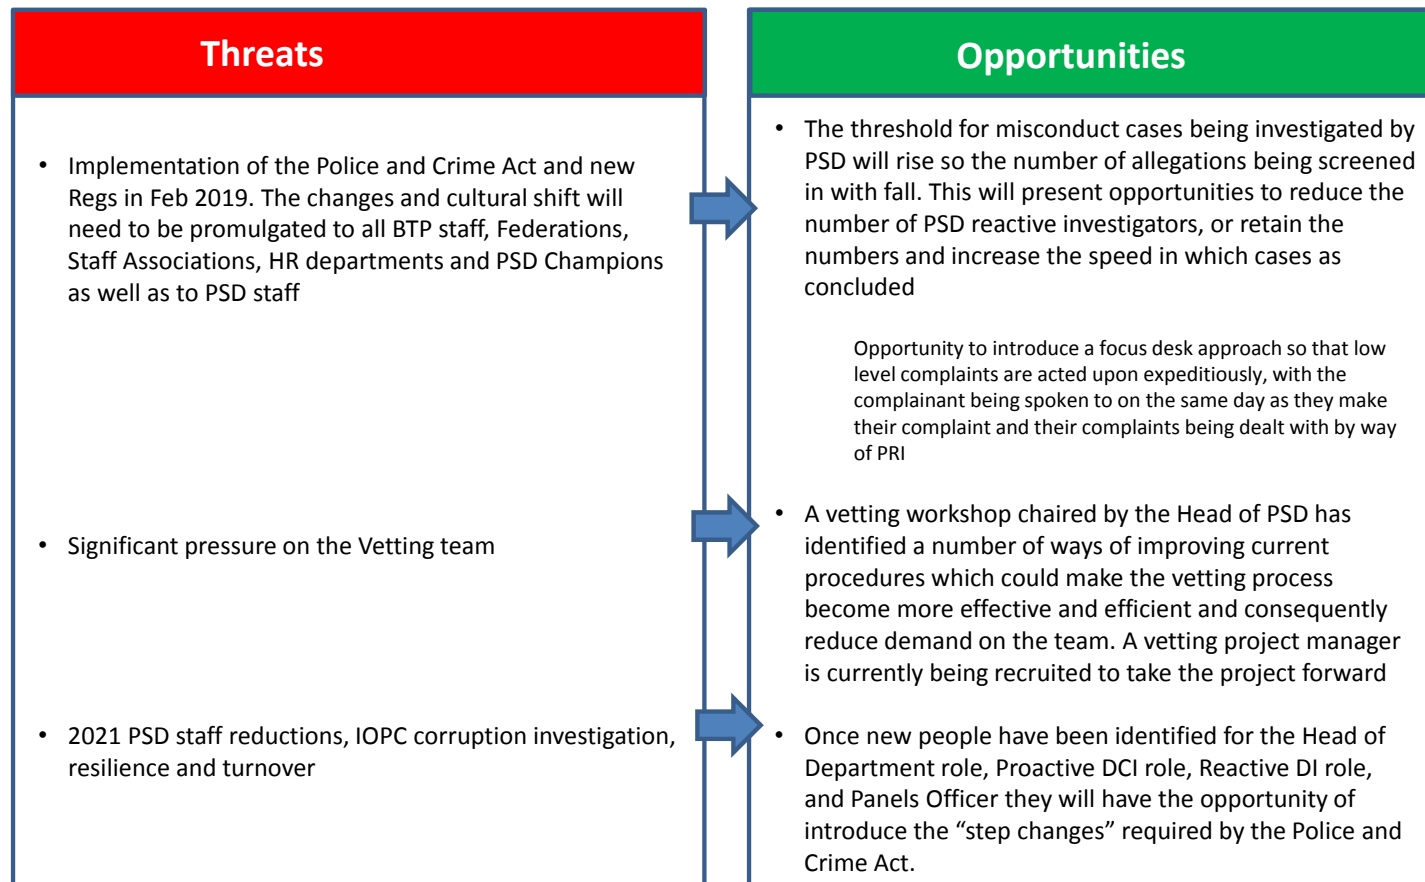 Threats
• Implementation of the Police and Crime Act and new
Regs in Feb 2019. The changes and cultural shift will
need to be promulgated to all BTP staff, Federations,
Staff Associations, HR departments and PSD Champions
as well as to PSD staff
• Significant pressure on the Vetting team
• 2021 PSD staff reductions, IOPC corruption investigation,
resilience and turnover
Opportunities
• The threshold for misconduct cases being investigated by
PSD will rise so the number of allegations being screened
in with fall. This will present opportunities to reduce the
number of PSD reactive investigators, or retain the
numbers and increase the speed in which cases as
concluded
Opportunity to introduce a focus desk approach so that low
level complaints are acted upon expeditiously, with the
complainant being spoken to on the same day as they make
their complaint and their complaints being dealt with by way
of PRI
• A vetting workshop chaired by the Head of PSD has
identified a number of ways of improving current
procedures which could make the vetting process
become more effective and efficient and consequently
reduce demand on the team. A vetting project manager
is currently being recruited to take the project forward
• Once new people have been identified for the Head of
Department role, Proactive DCI role, Reactive DI role,
and Panels Officer they will have the opportunity of
introduce the “step changes” required by the Police and
Crime Act.